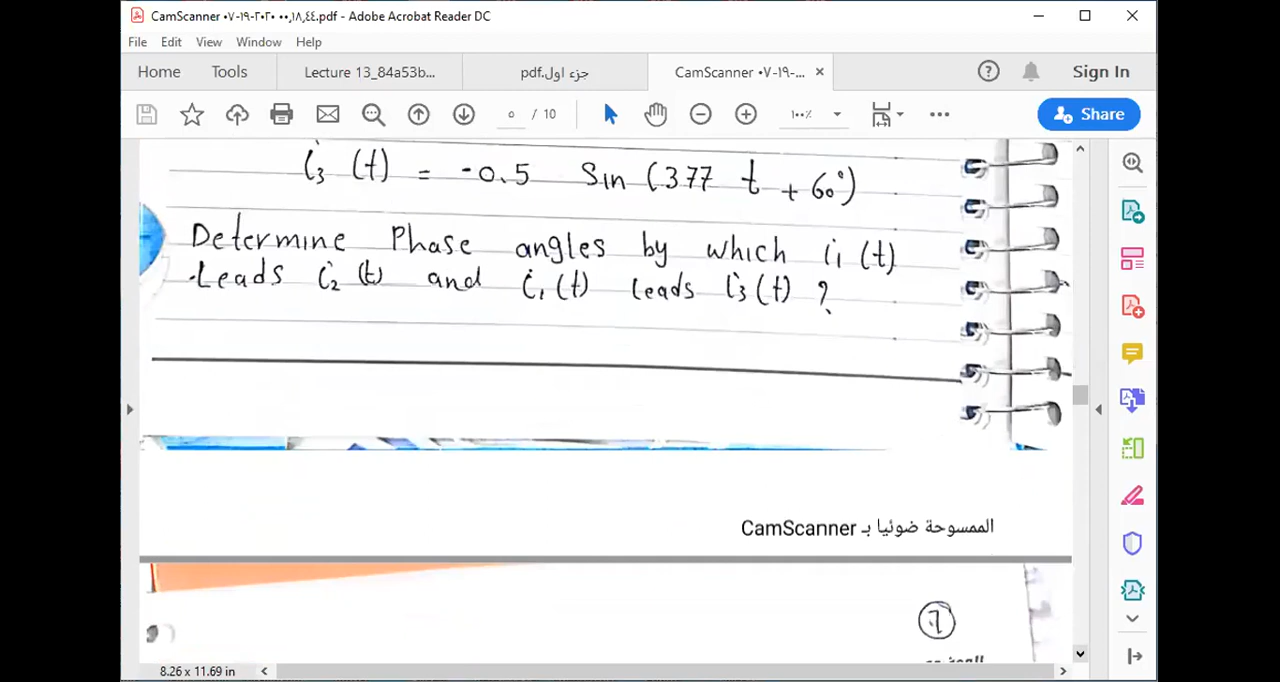 CamScanner ٠٧-١٩-٢٠٢٠ ٠٠,١٨,٤٤.pdf - Adobe Acrobat Reader DC
File Edit View Window Help
Home Tools Lecture 13_84a53b... جزء اول.pdf CamScanner ٠٧-١٩-... × Sign In
٥ / 10 ١٠٠٪ Share
i₃ (t) = -0.5 Sin (377 t + 60°)
Determine Phase angles by which i₁ (t)
Leads i₂ (t) and i₁ (t) leads i₃ (t) ?
الممسوحة ضوئيا بـ CamScanner
٦
8.26 x 11.69 in